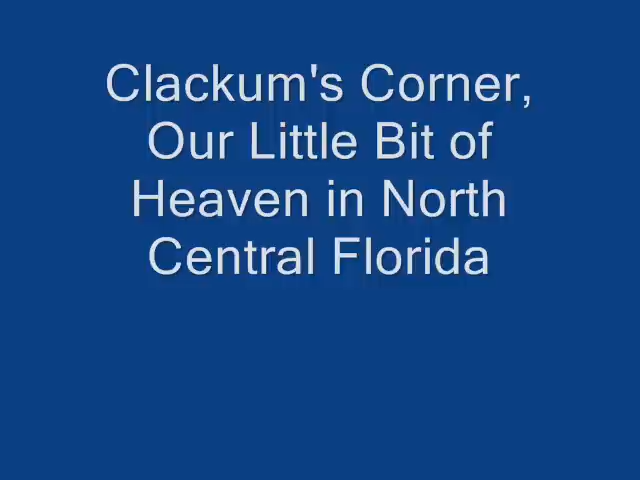 Clackum's Corner,
Our Little Bit of
Heaven in North
Central Florida